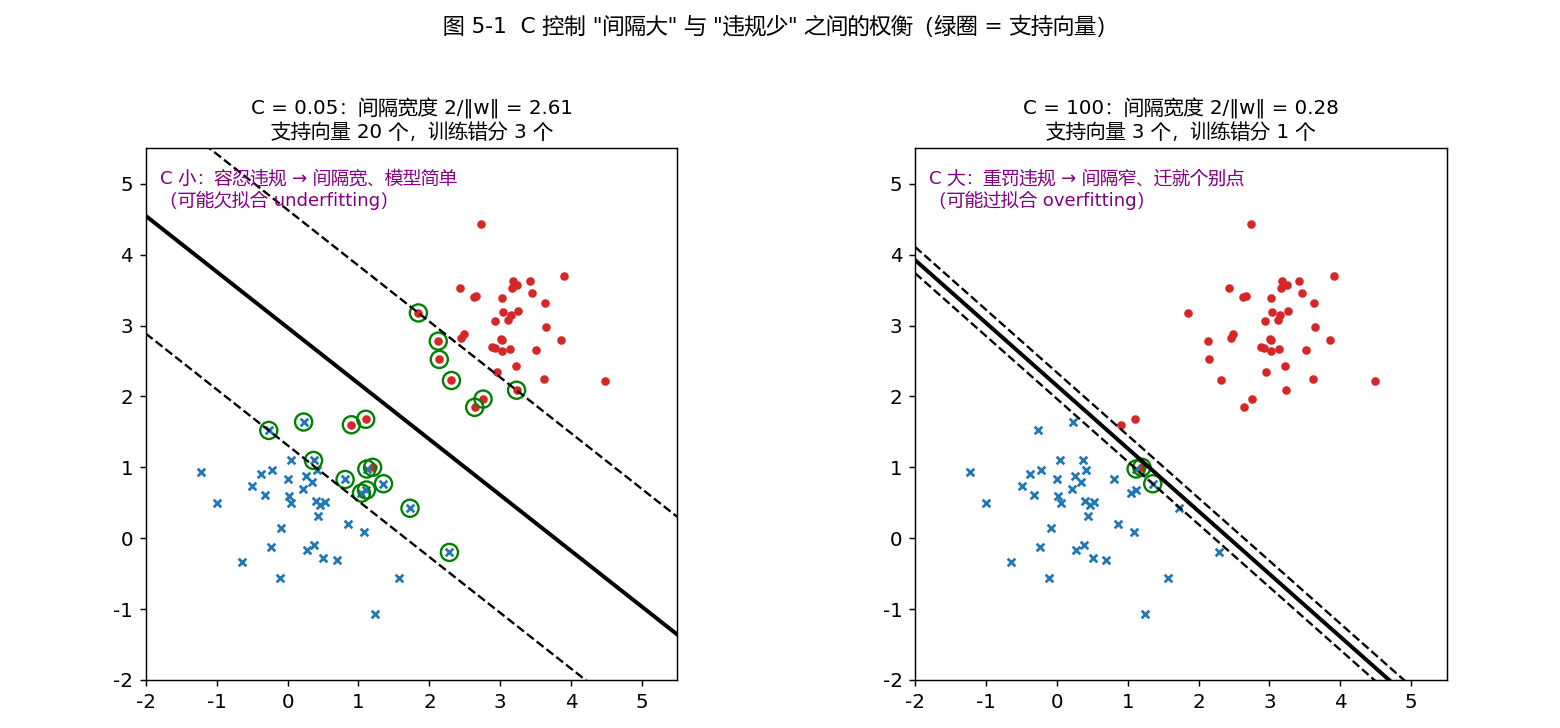 图 5-1  C 控制 "间隔大" 与 "违规少" 之间的权衡（绿圈 = 支持向量）
C = 0.05：间隔宽度 2/‖w‖ = 2.61
支持向量 20 个，训练错分 3 个
C 小：容忍违规 → 间隔宽、模型简单
（可能欠拟合 underfitting）
5
4
3
2
1
0
-1
-2
-2 -1 0 1 2 3 4 5
C = 100：间隔宽度 2/‖w‖ = 0.28
支持向量 3 个，训练错分 1 个
C 大：重罚违规 → 间隔窄、迁就个别点
（可能过拟合 overfitting）
5
4
3
2
1
0
-1
-2
-2 -1 0 1 2 3 4 5